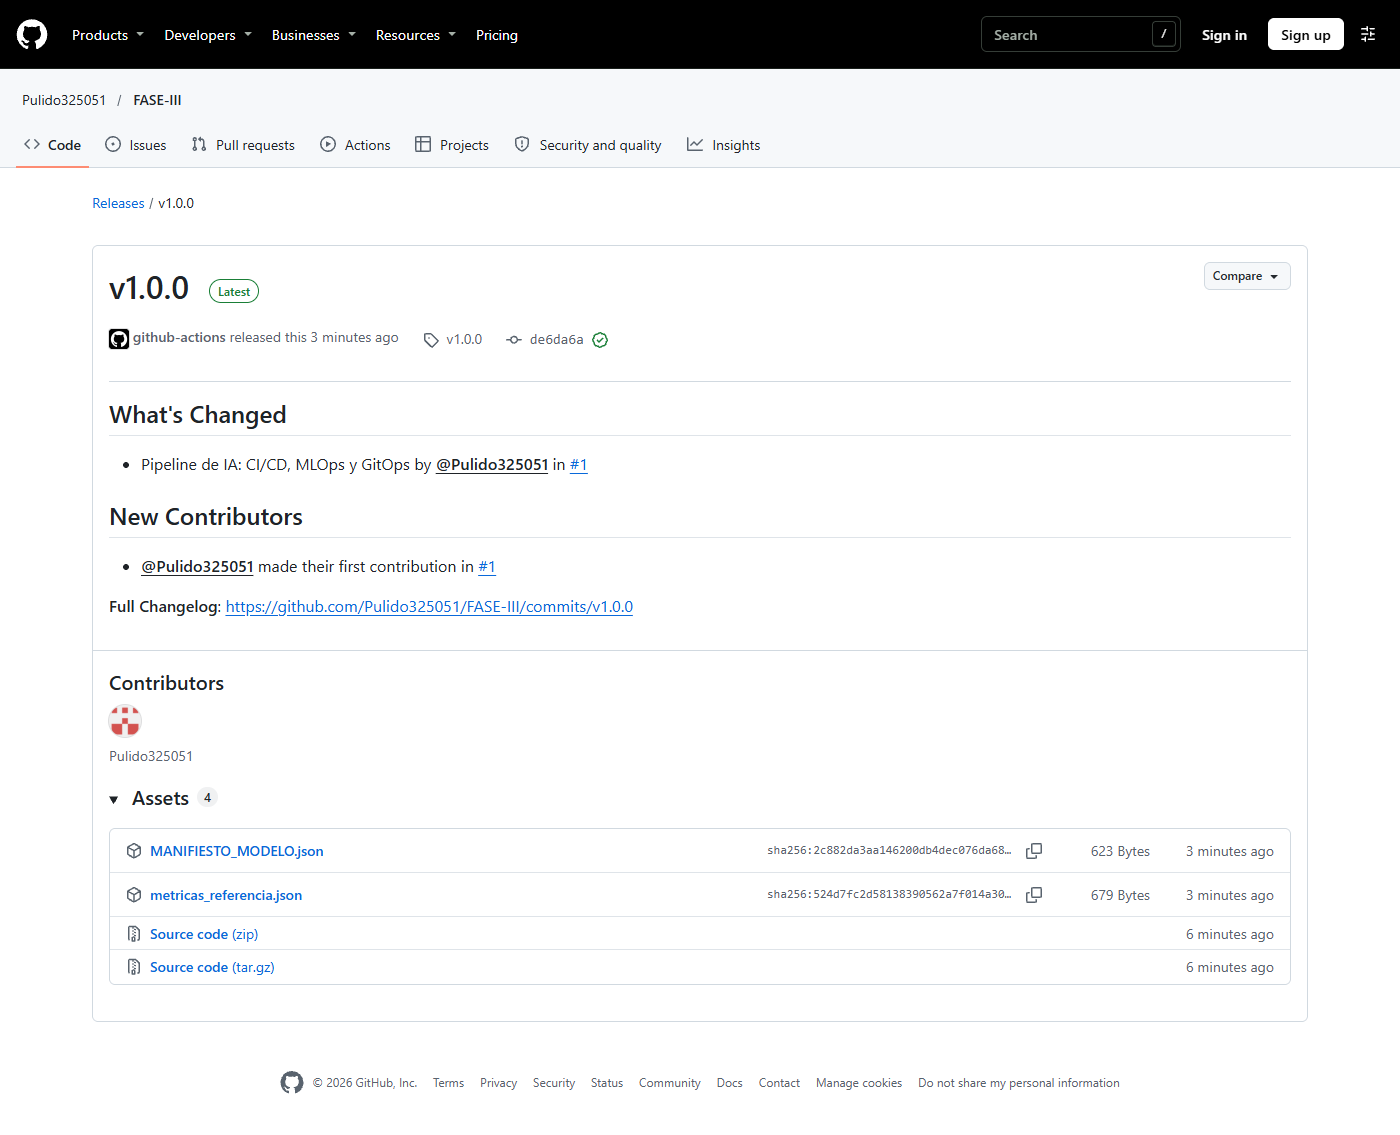 Products Developers Businesses Resources Pricing Search / Sign in Sign up
Pulido325051 / FASE-III
Code Issues Pull requests Actions Projects Security and quality Insights
Releases / v1.0.0
v1.0.0 Latest Compare
github-actions released this 3 minutes ago v1.0.0 de6da6a
What's Changed
Pipeline de IA: CI/CD, MLOps y GitOps by @Pulido325051 in #1
New Contributors
@Pulido325051 made their first contribution in #1
Full Changelog: https://github.com/Pulido325051/FASE-III/commits/v1.0.0
Contributors
Pulido325051
Assets 4
MANIFIESTO_MODELO.json sha256:2c882da3aa146200db4dec076da68… 623 Bytes 3 minutes ago
metricas_referencia.json sha256:524d7fc2d58138390562a7f014a30… 679 Bytes 3 minutes ago
Source code (zip) 6 minutes ago
Source code (tar.gz) 6 minutes ago
© 2026 GitHub, Inc. Terms Privacy Security Status Community Docs Contact Manage cookies Do not share my personal information